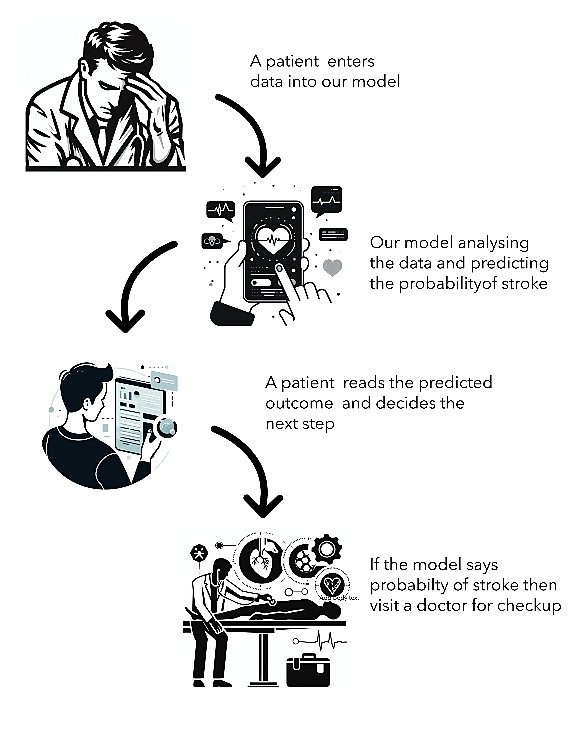 A patient enters
data into our model
Our model analysing
the data and predicting
the probabilityof stroke
A patient reads the predicted
outcome and decides the
next step
If the model says
probabilty of stroke then
visit a doctor for checkup